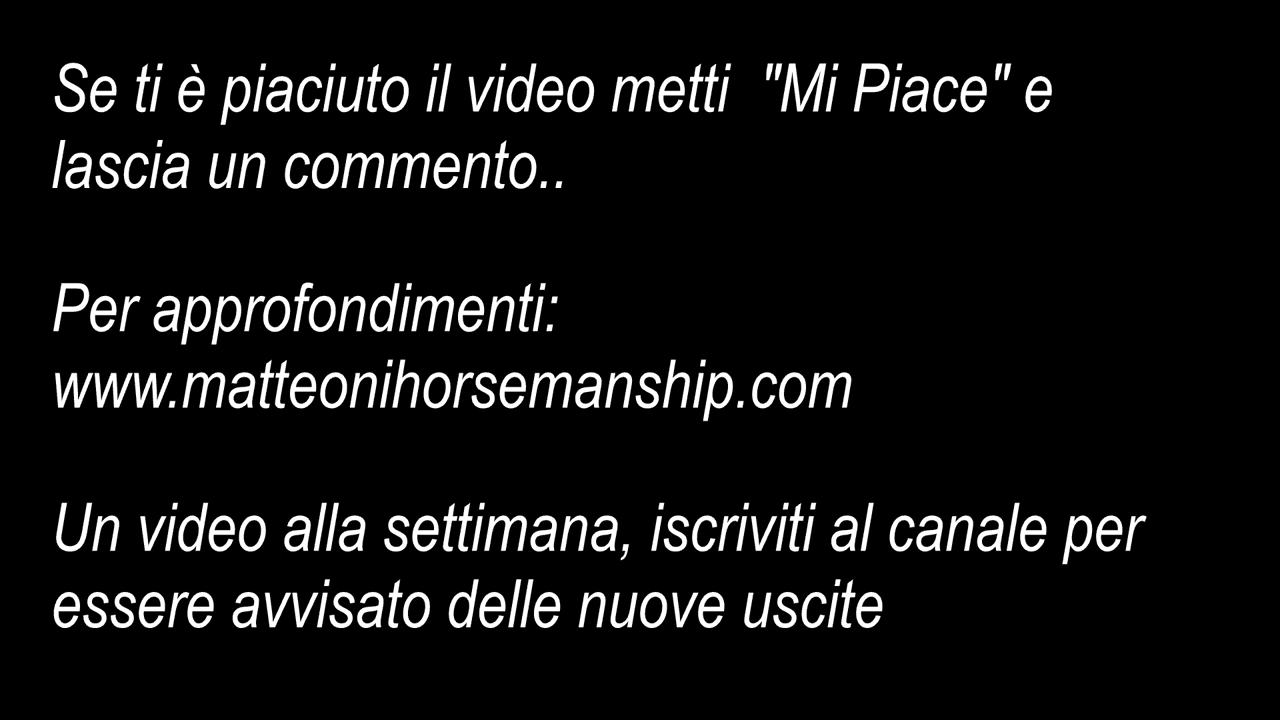 Se ti è piaciuto il video metti  "Mi Piace" e
lascia un commento..
Per approfondimenti:
www.matteonihorsemanship.com
Un video alla settimana, iscriviti al canale per
essere avvisato delle nuove uscite